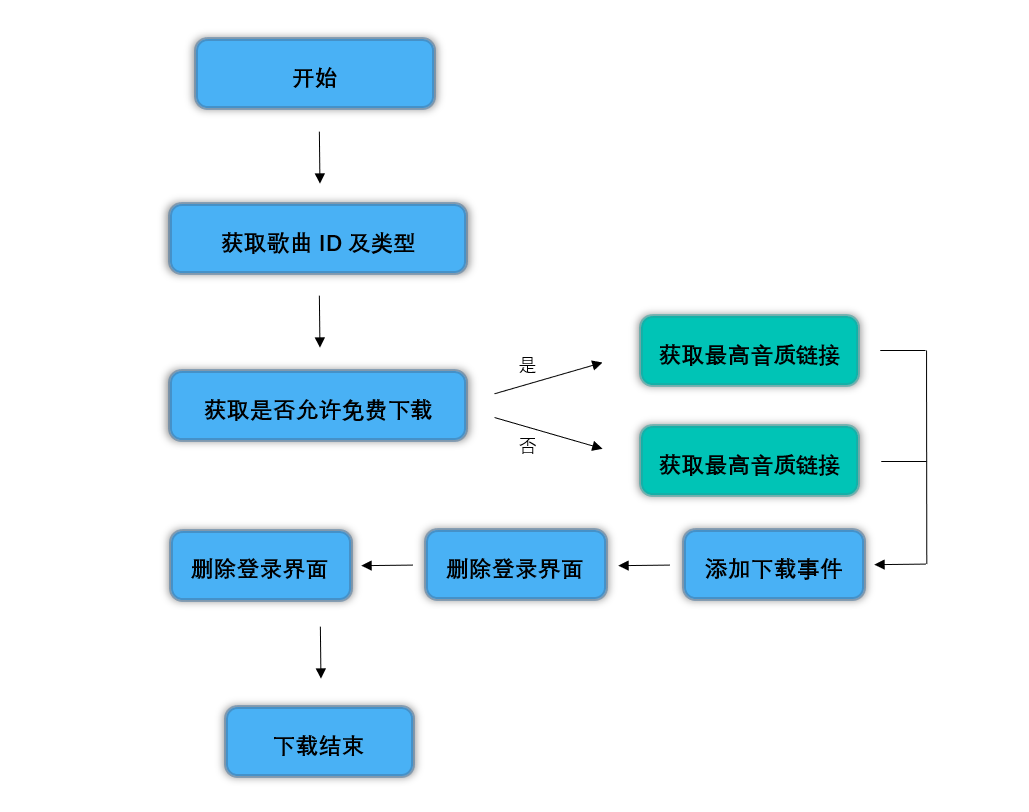 开始
获取歌曲 ID 及类型
获取是否允许免费下载
是
否
获取最高音质链接
获取最高音质链接
添加下载事件
删除登录界面
删除登录界面
下载结束